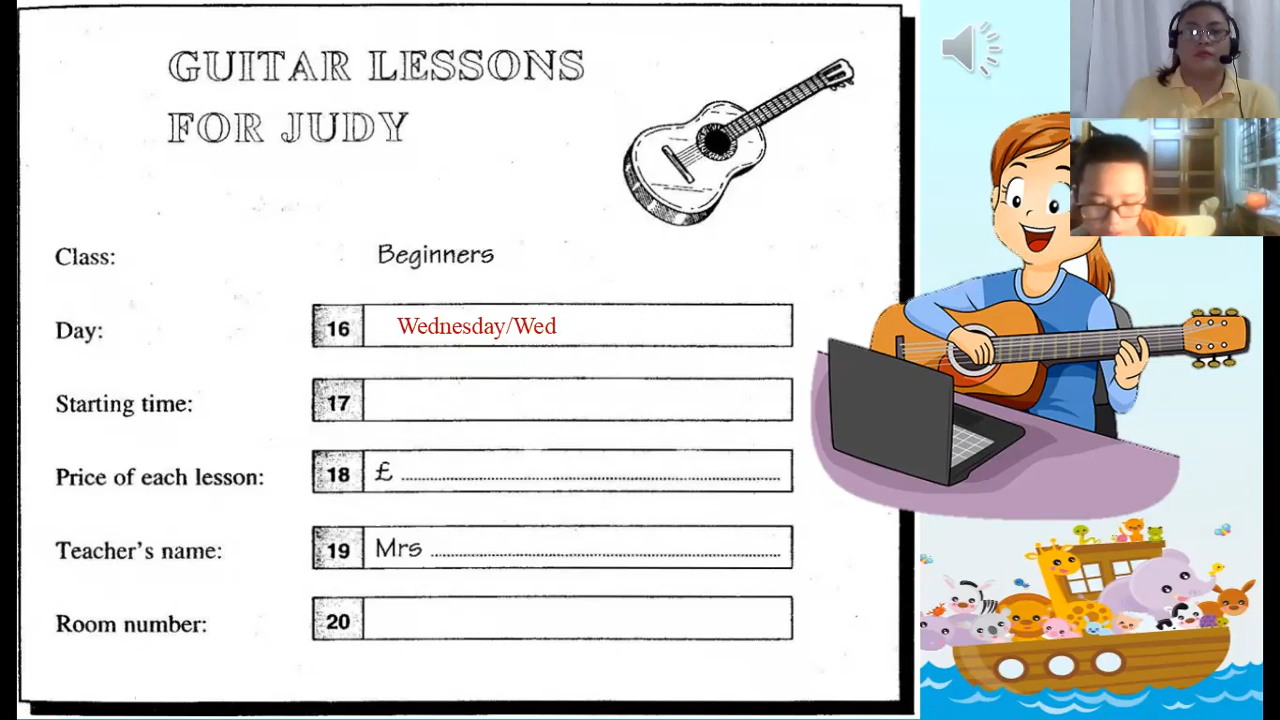 GUITAR LESSONS
FOR JUDY
Class: Beginners
Day: 16 Wednesday/Wed
Starting time: 17
Price of each lesson: 18 £
Teacher's name: 19 Mrs
Room number: 20